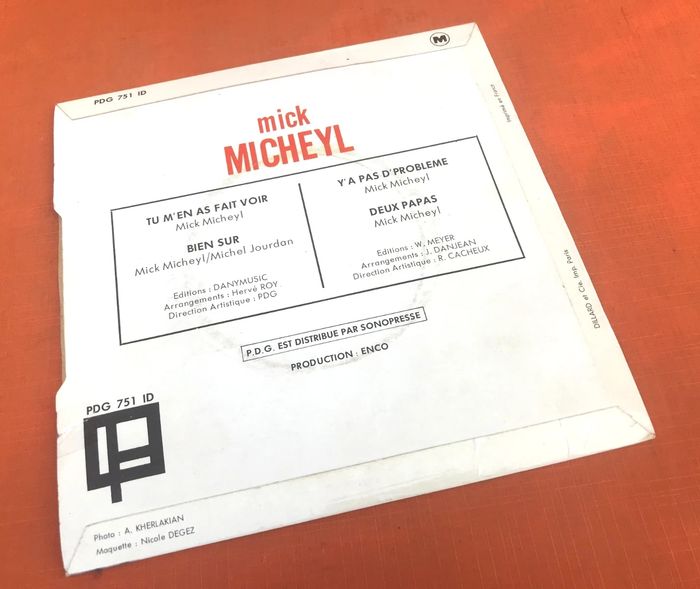 PDG 751 ID
M
mick
MICHEYL
TU M'EN AS FAIT VOIR
Mick Micheyl
BIEN SUR
Mick Micheyl/Michel Jourdan
Editions : DANYMUSIC
Arrangements : Hervé ROY
Direction Artistique : PDG
Y'A PAS D'PROBLEME
Mick Micheyl
DEUX PAPAS
Mick Micheyl
Editions : W. MEYER
Arrangements : J. DANJEAN
Direction Artistique : R. CACHEUX
P.D.G. EST DISTRIBUE PAR SONOPRESSE
PRODUCTION : ENCO
PDG 751 ID
Photo : A. KHERLAKIAN
Maquette : Nicole DEGEZ
Imprimé en France
DILLARD et Cie. Imp. Paris